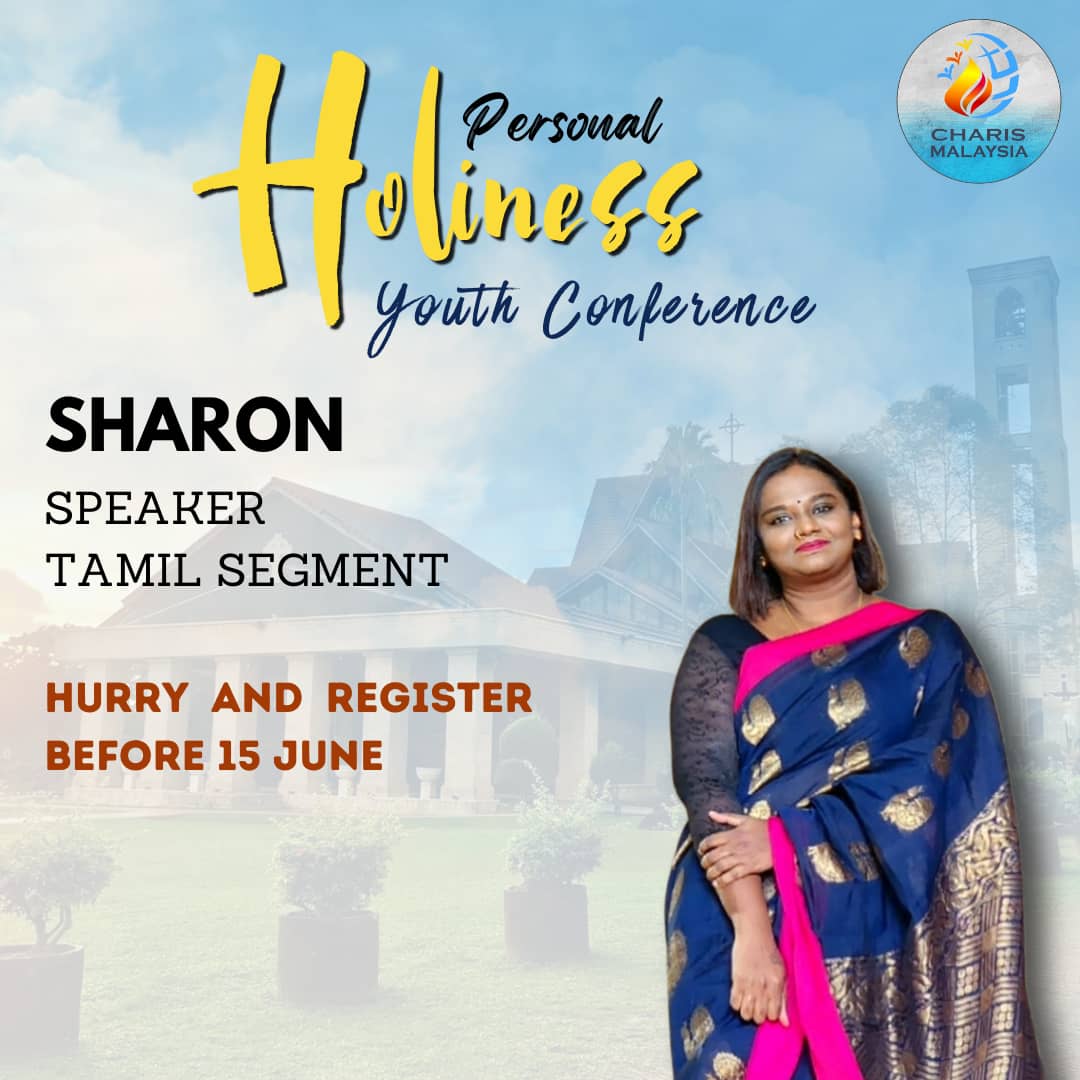 Personal
Holiness
Youth Conference
CHARIS
MALAYSIA
SHARON
SPEAKER
TAMIL SEGMENT
HURRY AND REGISTER
BEFORE 15 JUNE